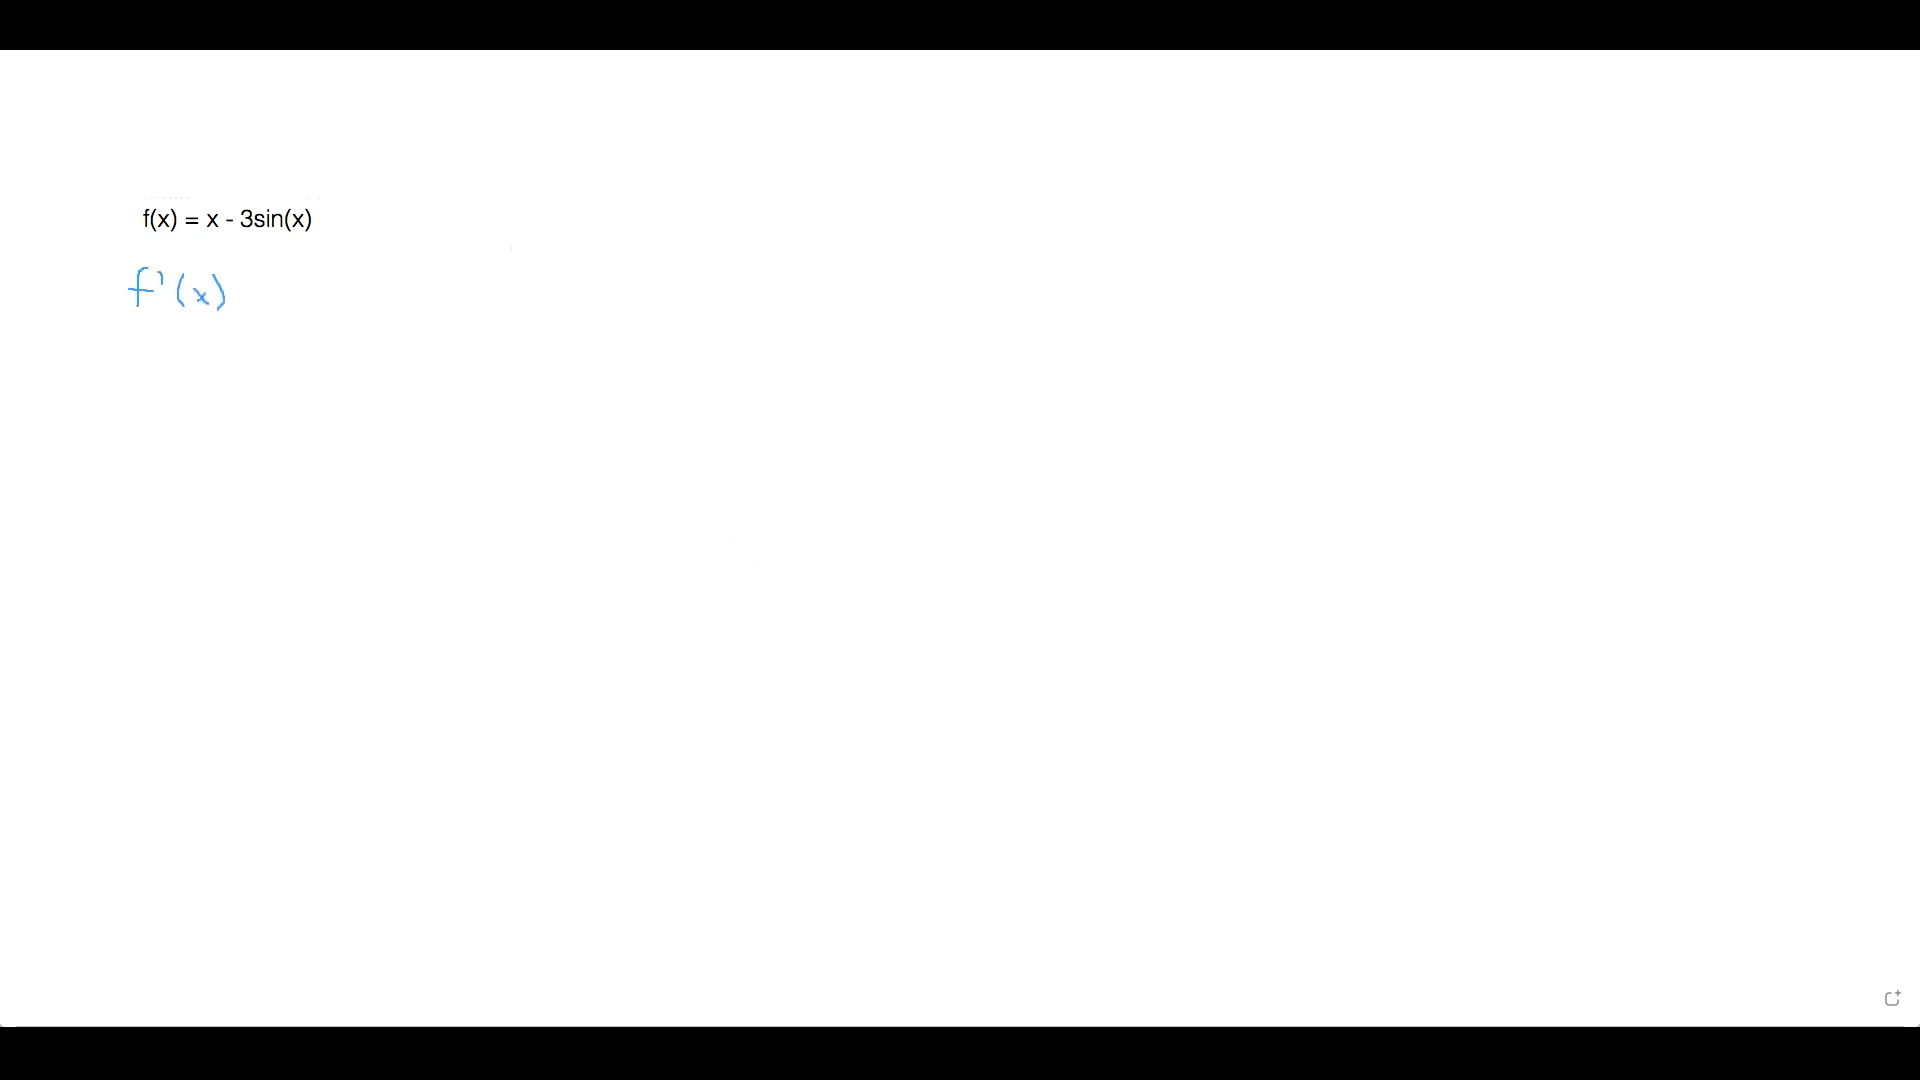 f(x) = x - 3sin(x)
f'(x)